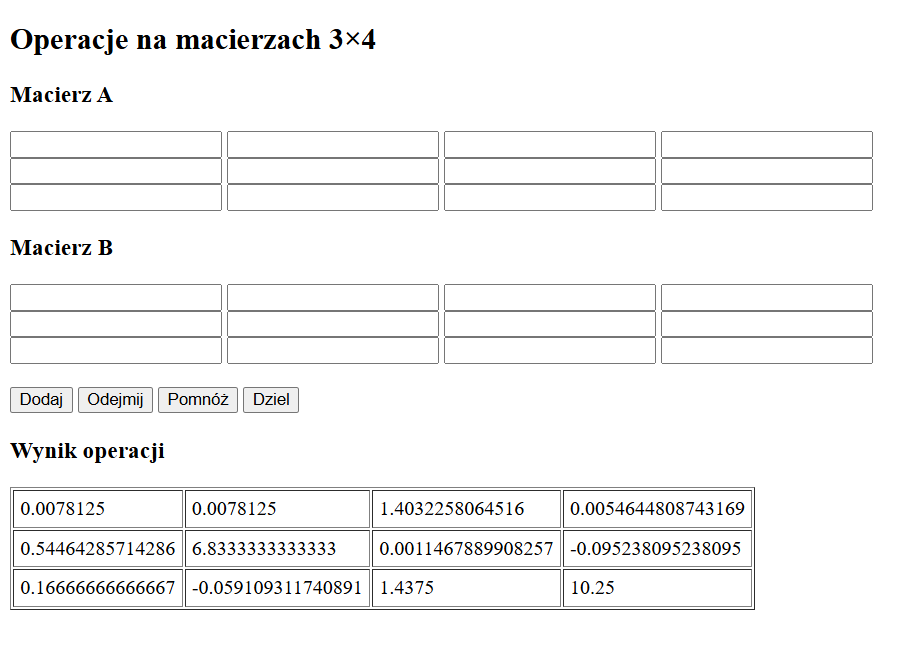 Operacje na macierzach 3×4
Macierz A
Macierz B
Dodaj Odejmij Pomnóż Dziel
Wynik operacji
0.0078125 0.0078125 1.4032258064516 0.0054644808743169
0.54464285714286 6.8333333333333 0.0011467889908257 -0.095238095238095
0.16666666666667 -0.059109311740891 1.4375 10.25